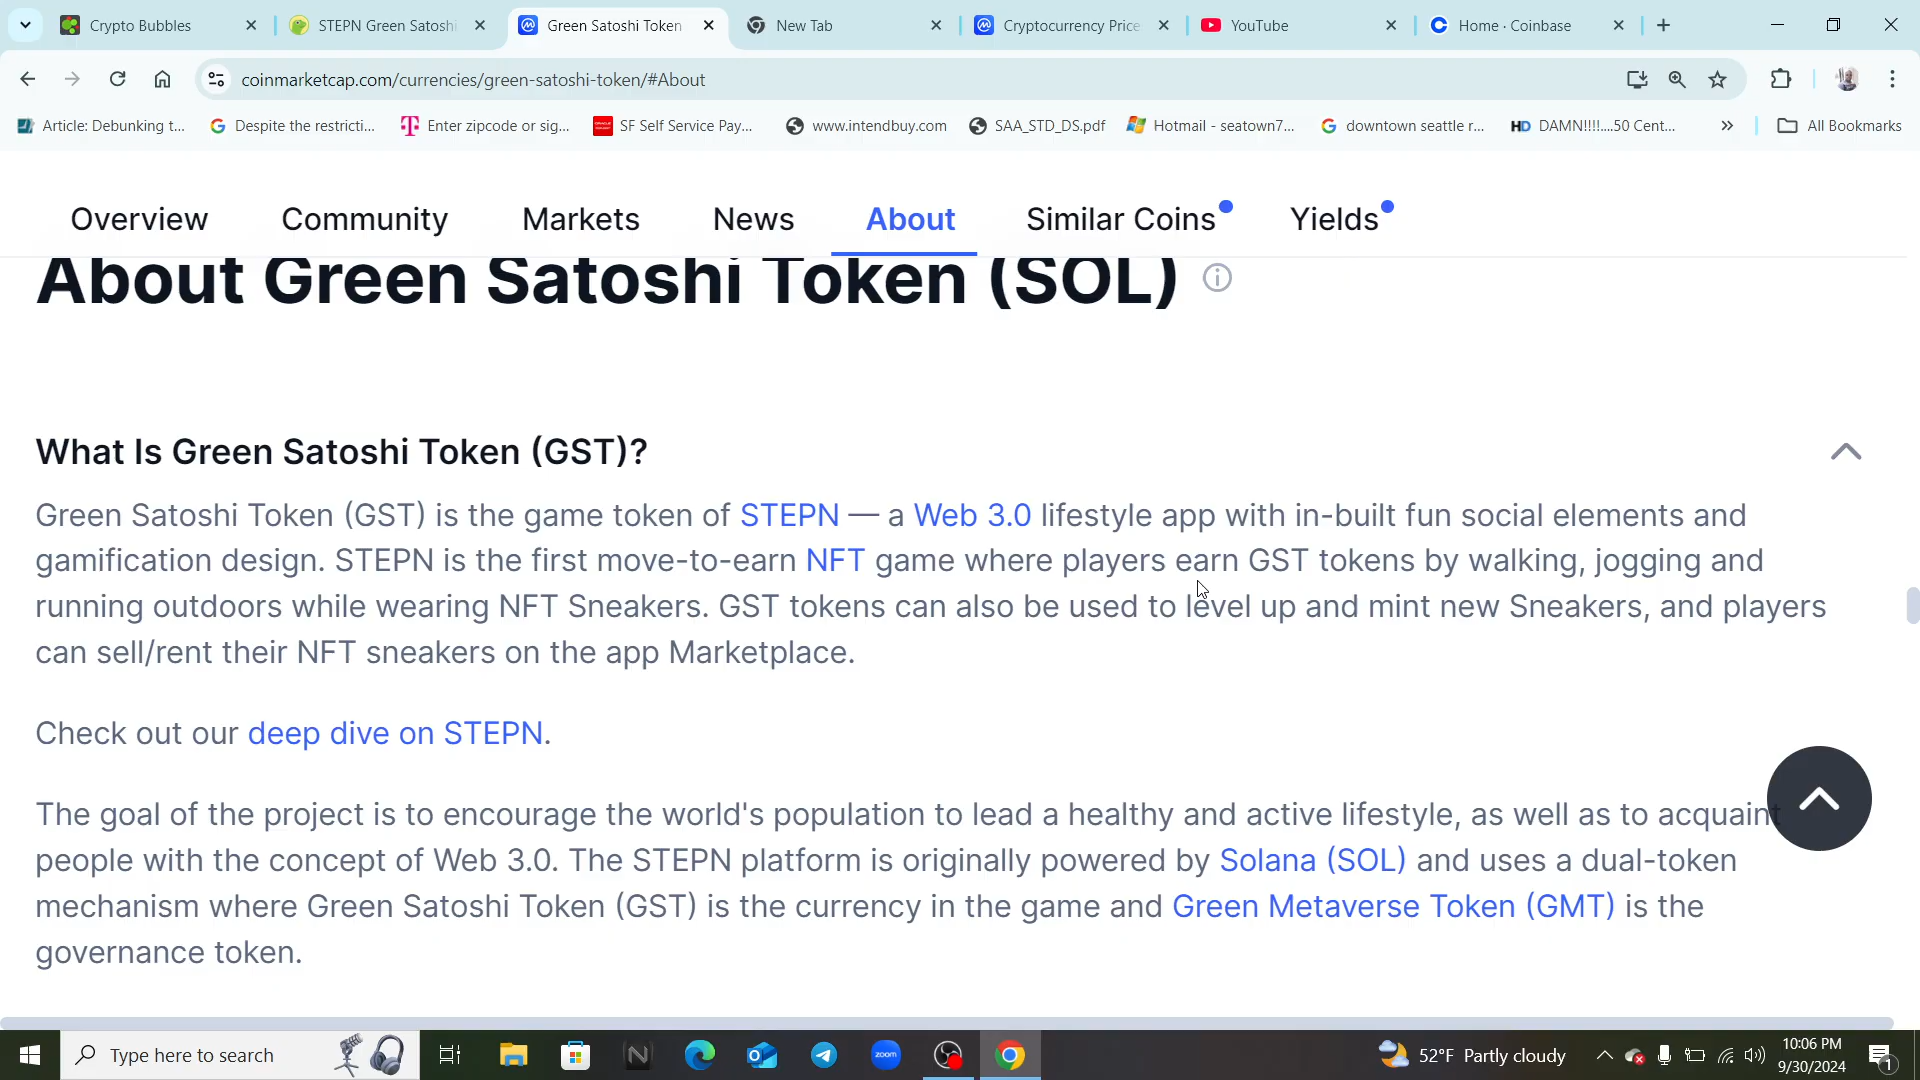 Crypto Bubbles
STEPN Green Satoshi
Green Satoshi Token
New Tab
Cryptocurrency Price
YouTube
Home · Coinbase
coinmarketcap.com/currencies/green-satoshi-token/#About
Article: Debunking t...
Despite the restricti...
Enter zipcode or sig...
SF Self Service Pay...
www.intendbuy.com
SAA_STD_DS.pdf
Hotmail - seatown7...
downtown seattle r...
HD DAMN!!!!....50 Cent...
All Bookmarks
Overview
Community
Markets
News
About
Similar Coins
Yields
About Green Satoshi Token (SOL)
What Is Green Satoshi Token (GST)?
Green Satoshi Token (GST) is the game token of STEPN — a Web 3.0 lifestyle app with in-built fun social elements and
gamification design. STEPN is the first move-to-earn NFT game where players earn GST tokens by walking, jogging and
running outdoors while wearing NFT Sneakers. GST tokens can also be used to level up and mint new Sneakers, and players
can sell/rent their NFT sneakers on the app Marketplace.
Check out our deep dive on STEPN.
The goal of the project is to encourage the world's population to lead a healthy and active lifestyle, as well as to acquaint
people with the concept of Web 3.0. The STEPN platform is originally powered by Solana (SOL) and uses a dual-token
mechanism where Green Satoshi Token (GST) is the currency in the game and Green Metaverse Token (GMT) is the
governance token.
Type here to search
zoom
52°F Partly cloudy
10:06 PM
9/30/2024
1